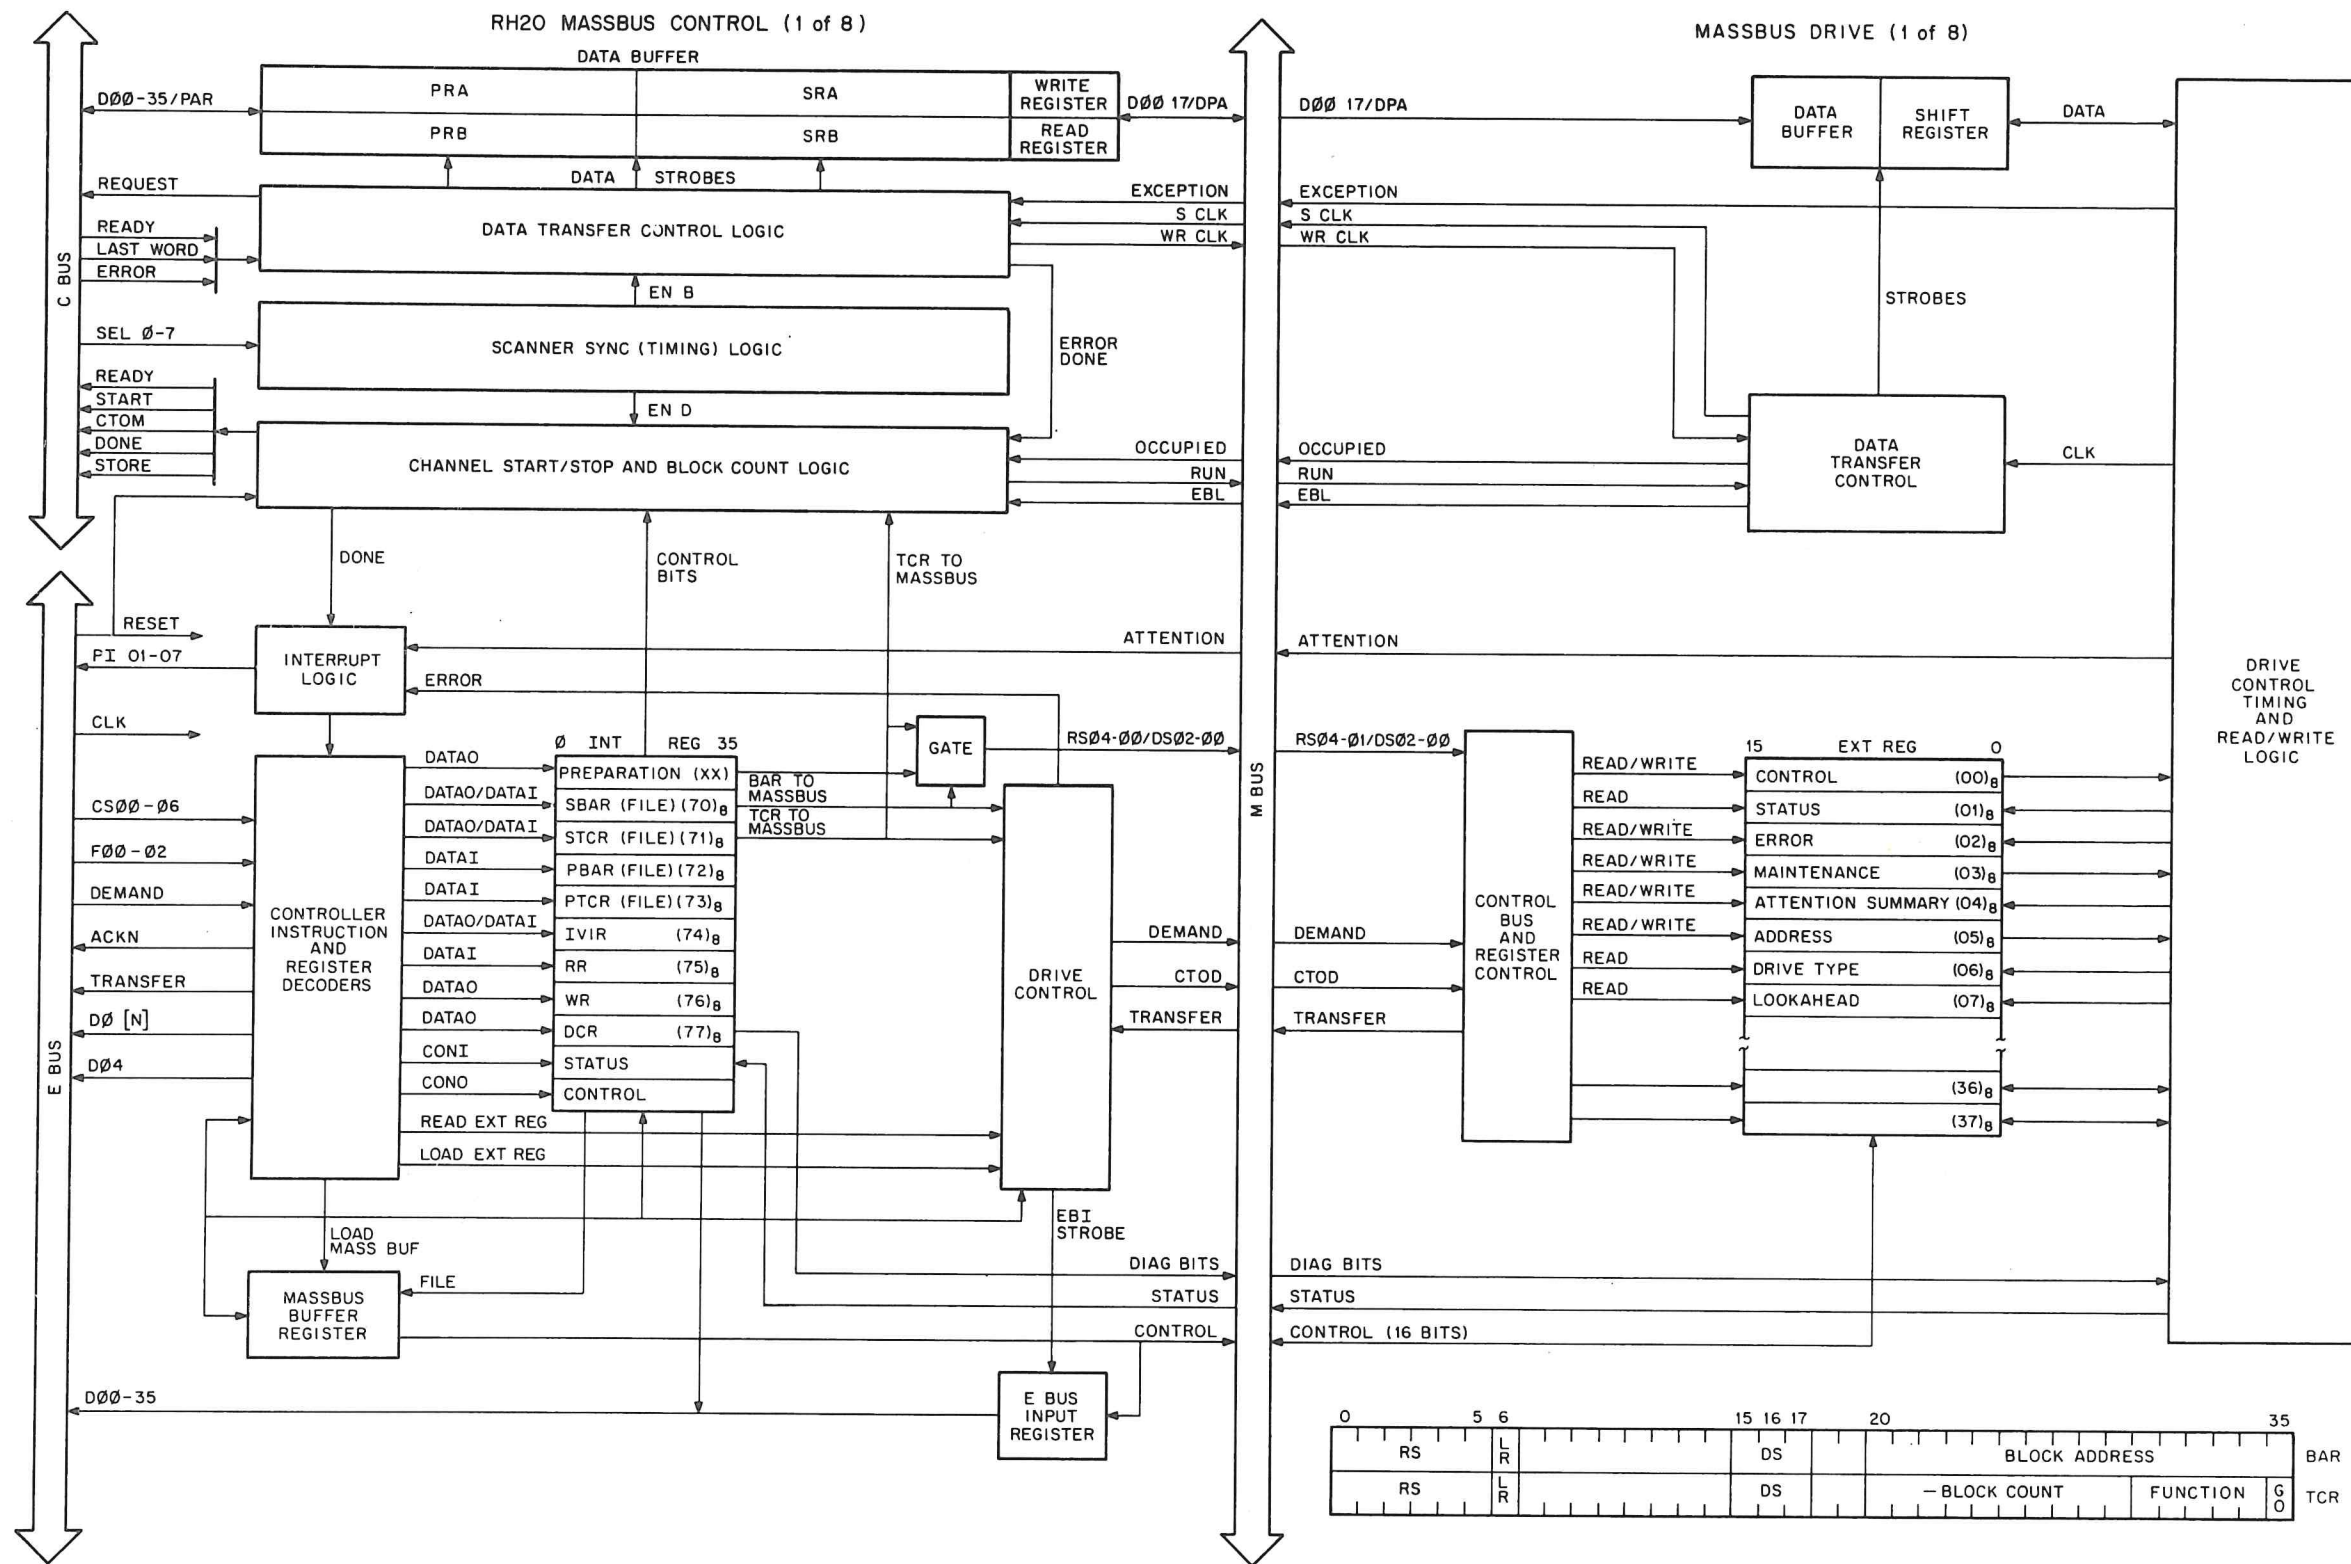 RH20 MASSBUS CONTROL (1 of 8)
MASSBUS DRIVE (1 of 8)
DATA BUFFER
PRA
SRA
WRITE
REGISTER
PRB
SRB
READ
REGISTER
C BUS
DØØ-35/PAR
DØØ 17/DPA
REQUEST
DATA STROBES
DATA TRANSFER CONTROL LOGIC
READY
LAST WORD
ERROR
EXCEPTION
S CLK
WR CLK
EN B
SEL Ø-7
SCANNER SYNC (TIMING) LOGIC
ERROR
DONE
EN D
READY
START
CTOM
DONE
STORE
CHANNEL START/STOP AND BLOCK COUNT LOGIC
OCCUPIED
RUN
EBL
DONE
CONTROL
BITS
TCR TO
MASSBUS
E BUS
RESET
PI 01-07
CLK
INTERRUPT
LOGIC
ATTENTION
ERROR
GATE
RSØ4-ØØ/DSØ2-ØØ
CSØØ-Ø6
FØØ-Ø2
DEMAND
ACKN
TRANSFER
DØ [N]
DØ4
CONTROLLER
INSTRUCTION
AND
REGISTER
DECODERS
Ø INT REG 35
DATAO
PREPARATION (XX)
DATAO/DATAI
SBAR (FILE) (70)8
DATAO/DATAI
STCR (FILE) (71)8
DATAI
PBAR (FILE) (72)8
DATAI
PTCR (FILE) (73)8
DATAO/DATAI
IVIR (74)8
DATAI
RR (75)8
DATAO
WR (76)8
DATAO
DCR (77)8
CONI
STATUS
CONO
CONTROL
BAR TO
MASSBUS
TCR TO
MASSBUS
READ EXT REG
LOAD EXT REG
DRIVE
CONTROL
DEMAND
CTOD
TRANSFER
LOAD
MASS BUF
EBI
STROBE
MASSBUS
BUFFER
REGISTER
FILE
DIAG BITS
STATUS
CONTROL
DØØ-35
E BUS
INPUT
REGISTER
M BUS
DØØ 17/DPA
DATA
BUFFER
SHIFT
REGISTER
DATA
EXCEPTION
S CLK
WR CLK
STROBES
OCCUPIED
RUN
EBL
DATA
TRANSFER
CONTROL
CLK
ATTENTION
DRIVE
CONTROL
TIMING
AND
READ/WRITE
LOGIC
RSØ4-Ø1/DSØ2-ØØ
DEMAND
CTOD
TRANSFER
CONTROL
BUS
AND
REGISTER
CONTROL
15 EXT REG 0
READ/WRITE
CONTROL (00)8
READ
STATUS (01)8
READ/WRITE
ERROR (02)8
READ/WRITE
MAINTENANCE (03)8
READ/WRITE
ATTENTION SUMMARY (04)8
READ/WRITE
ADDRESS (05)8
READ
DRIVE TYPE (06)8
READ
LOOKAHEAD (07)8
(36)8
(37)8
DIAG BITS
STATUS
CONTROL (16 BITS)
0 5 6 15 16 17 20 35
RS LR DS BLOCK ADDRESS BAR
RS LR DS —BLOCK COUNT FUNCTION GO TCR